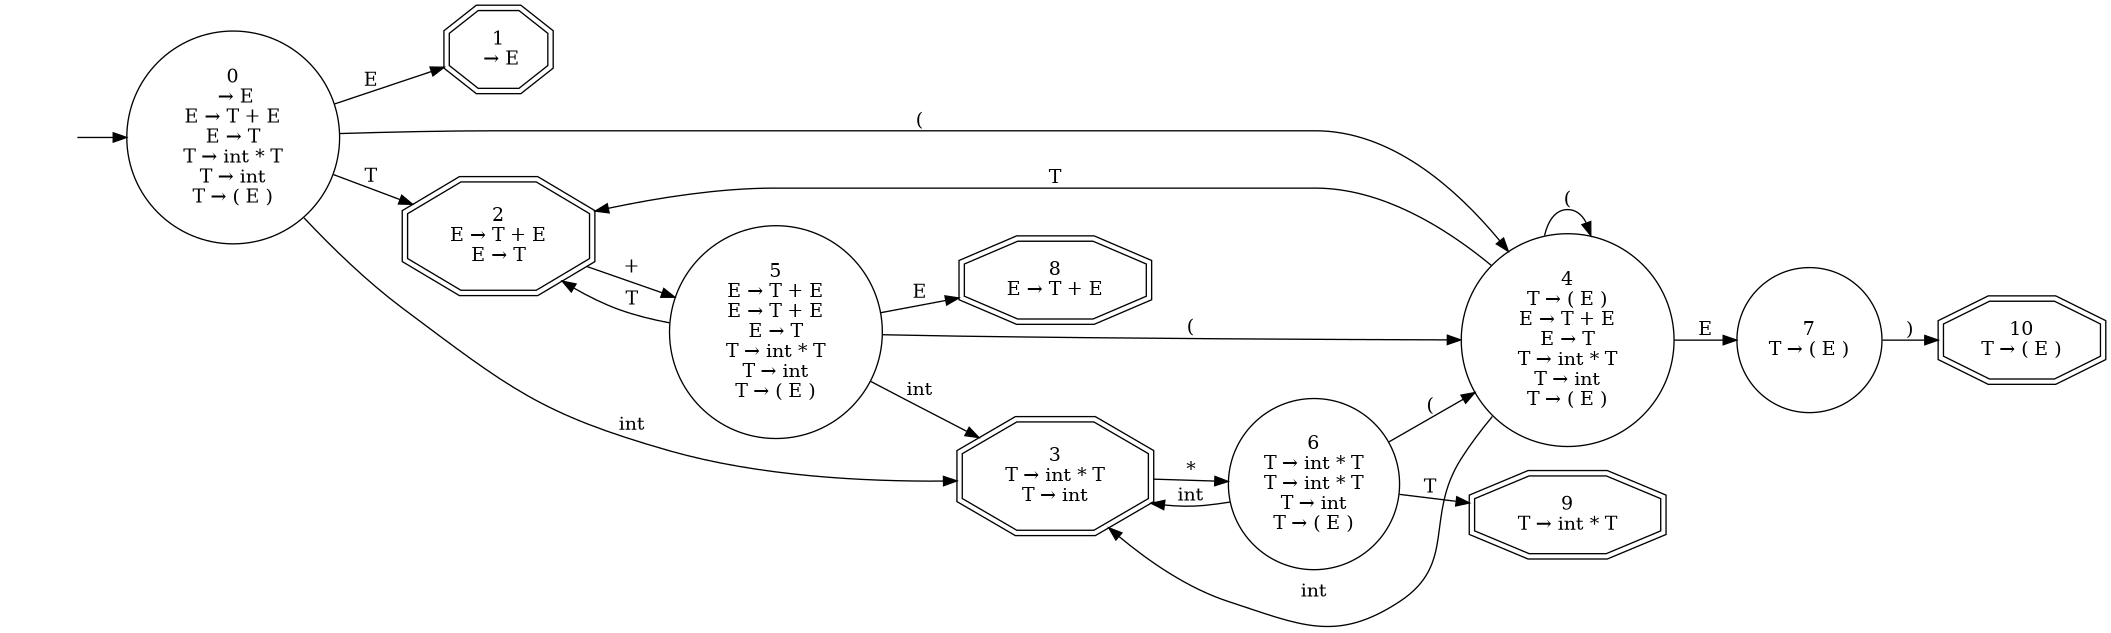 0
→ E
E → T + E
E → T
T → int * T
T → int
T → ( E )
E
1
→ E
(
T
T
2
E → T + E
E → T
+
T
int
5
E → T + E
E → T + E
E → T
T → int * T
T → int
T → ( E )
E
8
E → T + E
(
int
3
T → int * T
T → int
*
int
6
T → int * T
T → int * T
T → int
T → ( E )
(
T
int
(
4
T → ( E )
E → T + E
E → T
T → int * T
T → int
T → ( E )
9
T → int * T
E
7
T → ( E )
)
10
T → ( E )